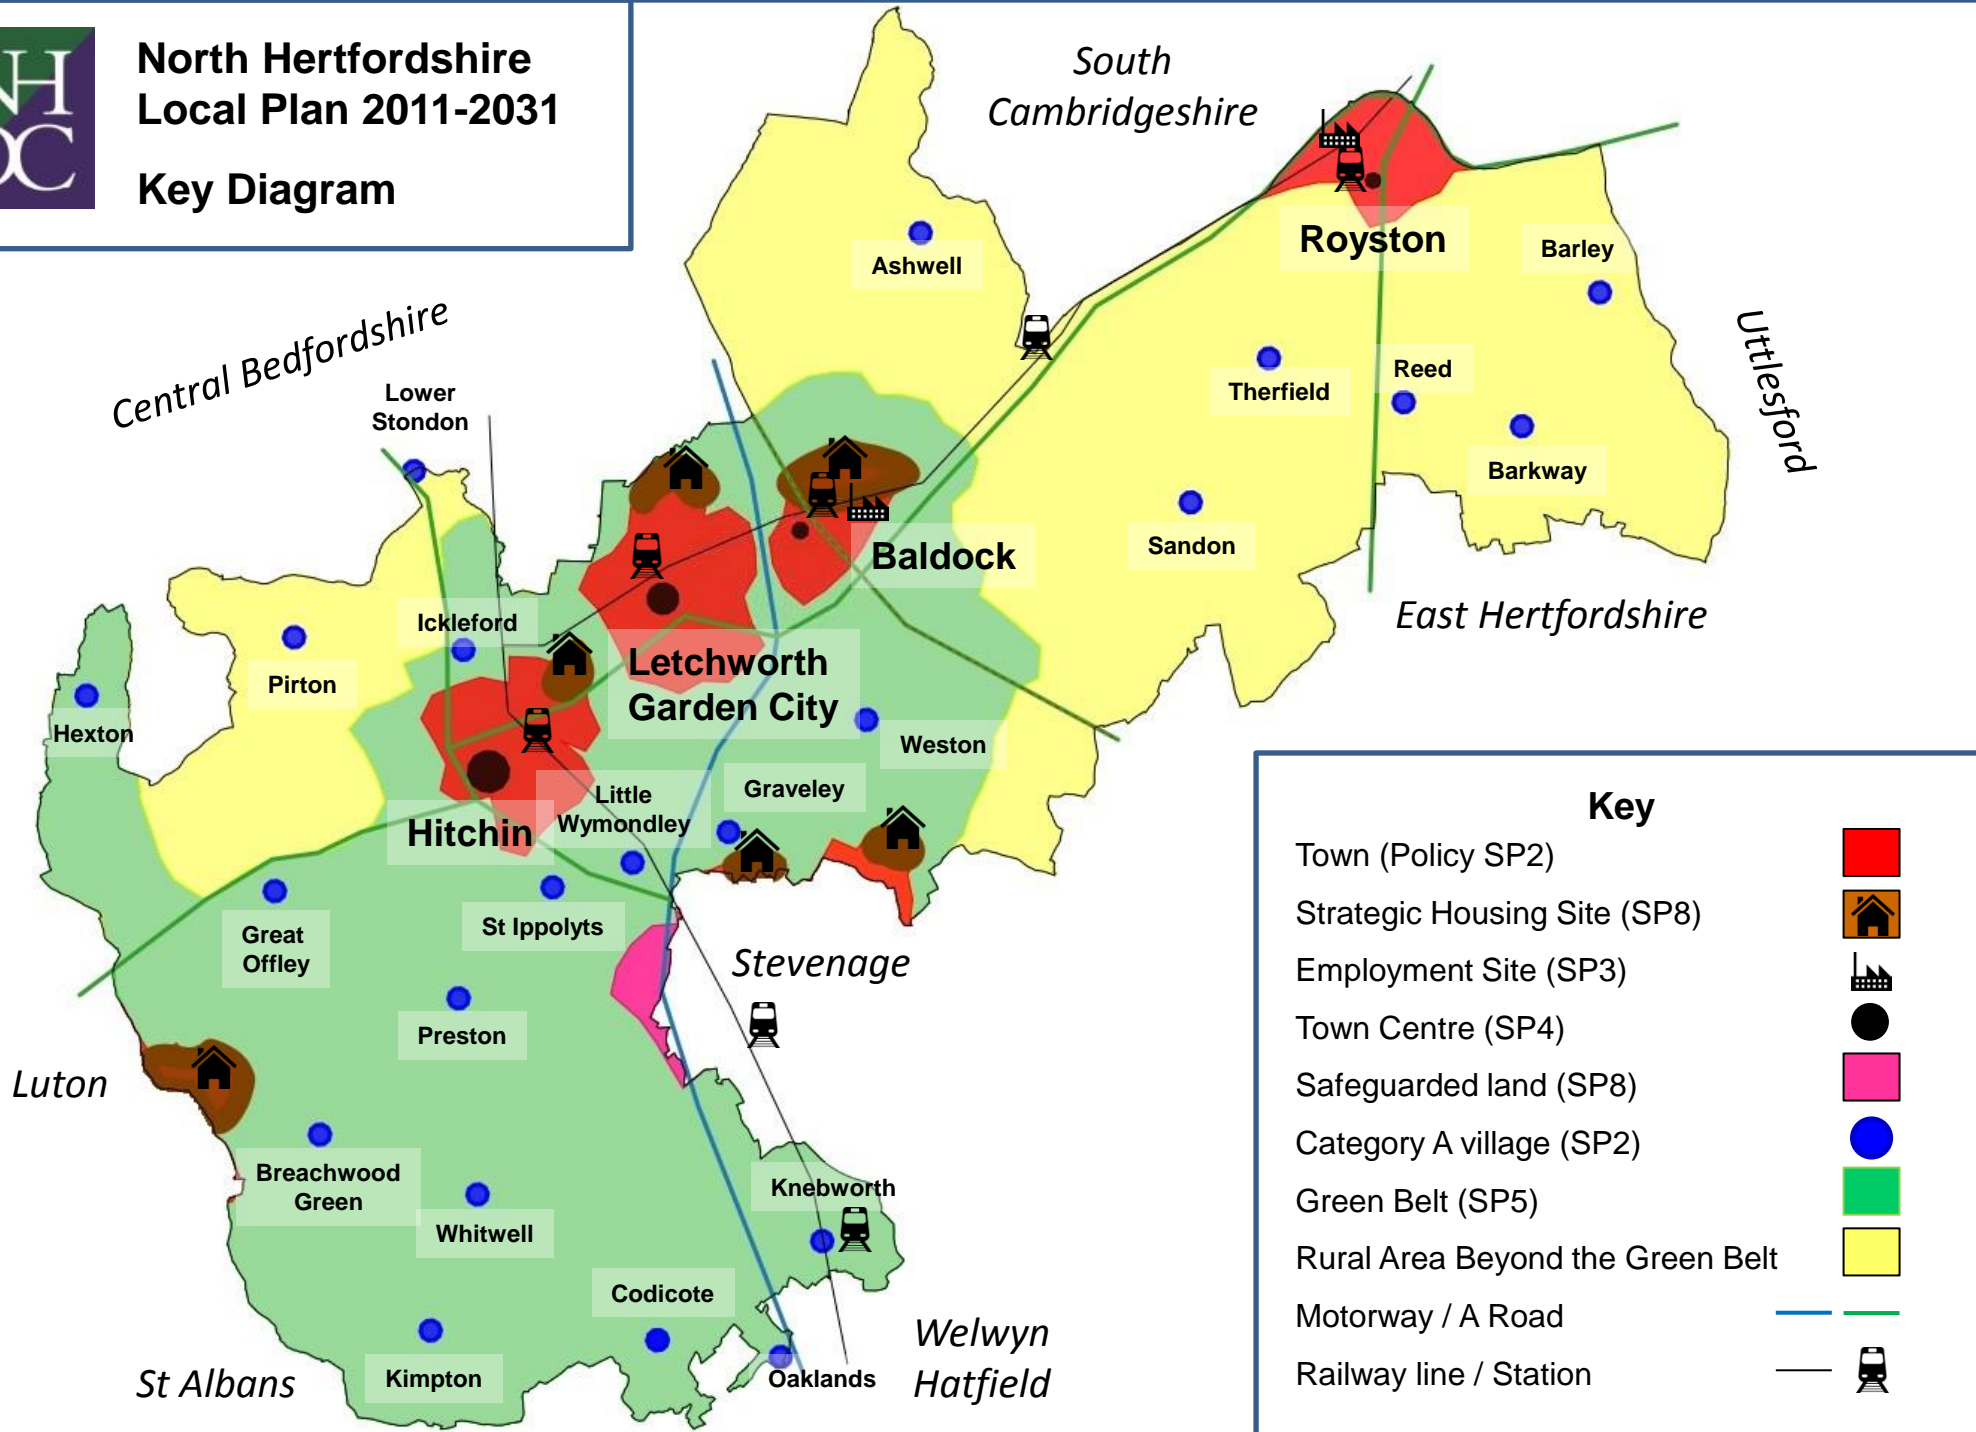 NH
DC
North Hertfordshire
Local Plan 2011-2031
Key Diagram
South
Cambridgeshire
Royston
Barley
Ashwell
Uttlesford
Central Bedfordshire
Lower
Stondon
Therfield
Reed
Barkway
Sandon
Baldock
East Hertfordshire
Ickleford
Pirton
Letchworth
Garden City
Hexton
Weston
Graveley
Little
Wymondley
Hitchin
Great
Offley
St Ippolyts
Stevenage
Preston
Luton
Breachwood
Green
Whitwell
Knebworth
Codicote
Welwyn
Hatfield
St Albans
Kimpton
Oaklands
Key
Town (Policy SP2)
Strategic Housing Site (SP8)
Employment Site (SP3)
Town Centre (SP4)
Safeguarded land (SP8)
Category A village (SP2)
Green Belt (SP5)
Rural Area Beyond the Green Belt
Motorway / A Road
Railway line / Station